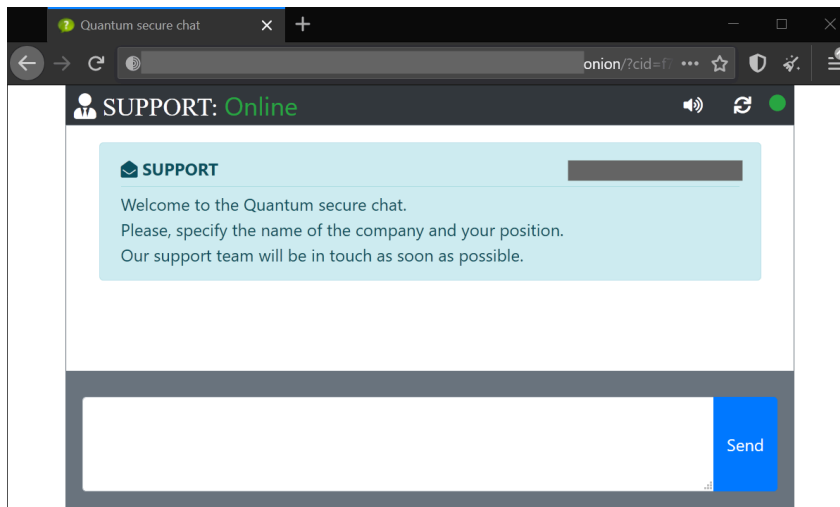 Quantum secure chat
onion/?cid=f
SUPPORT: Online
SUPPORT
Welcome to the Quantum secure chat.
Please, specify the name of the company and your position.
Our support team will be in touch as soon as possible.
Send